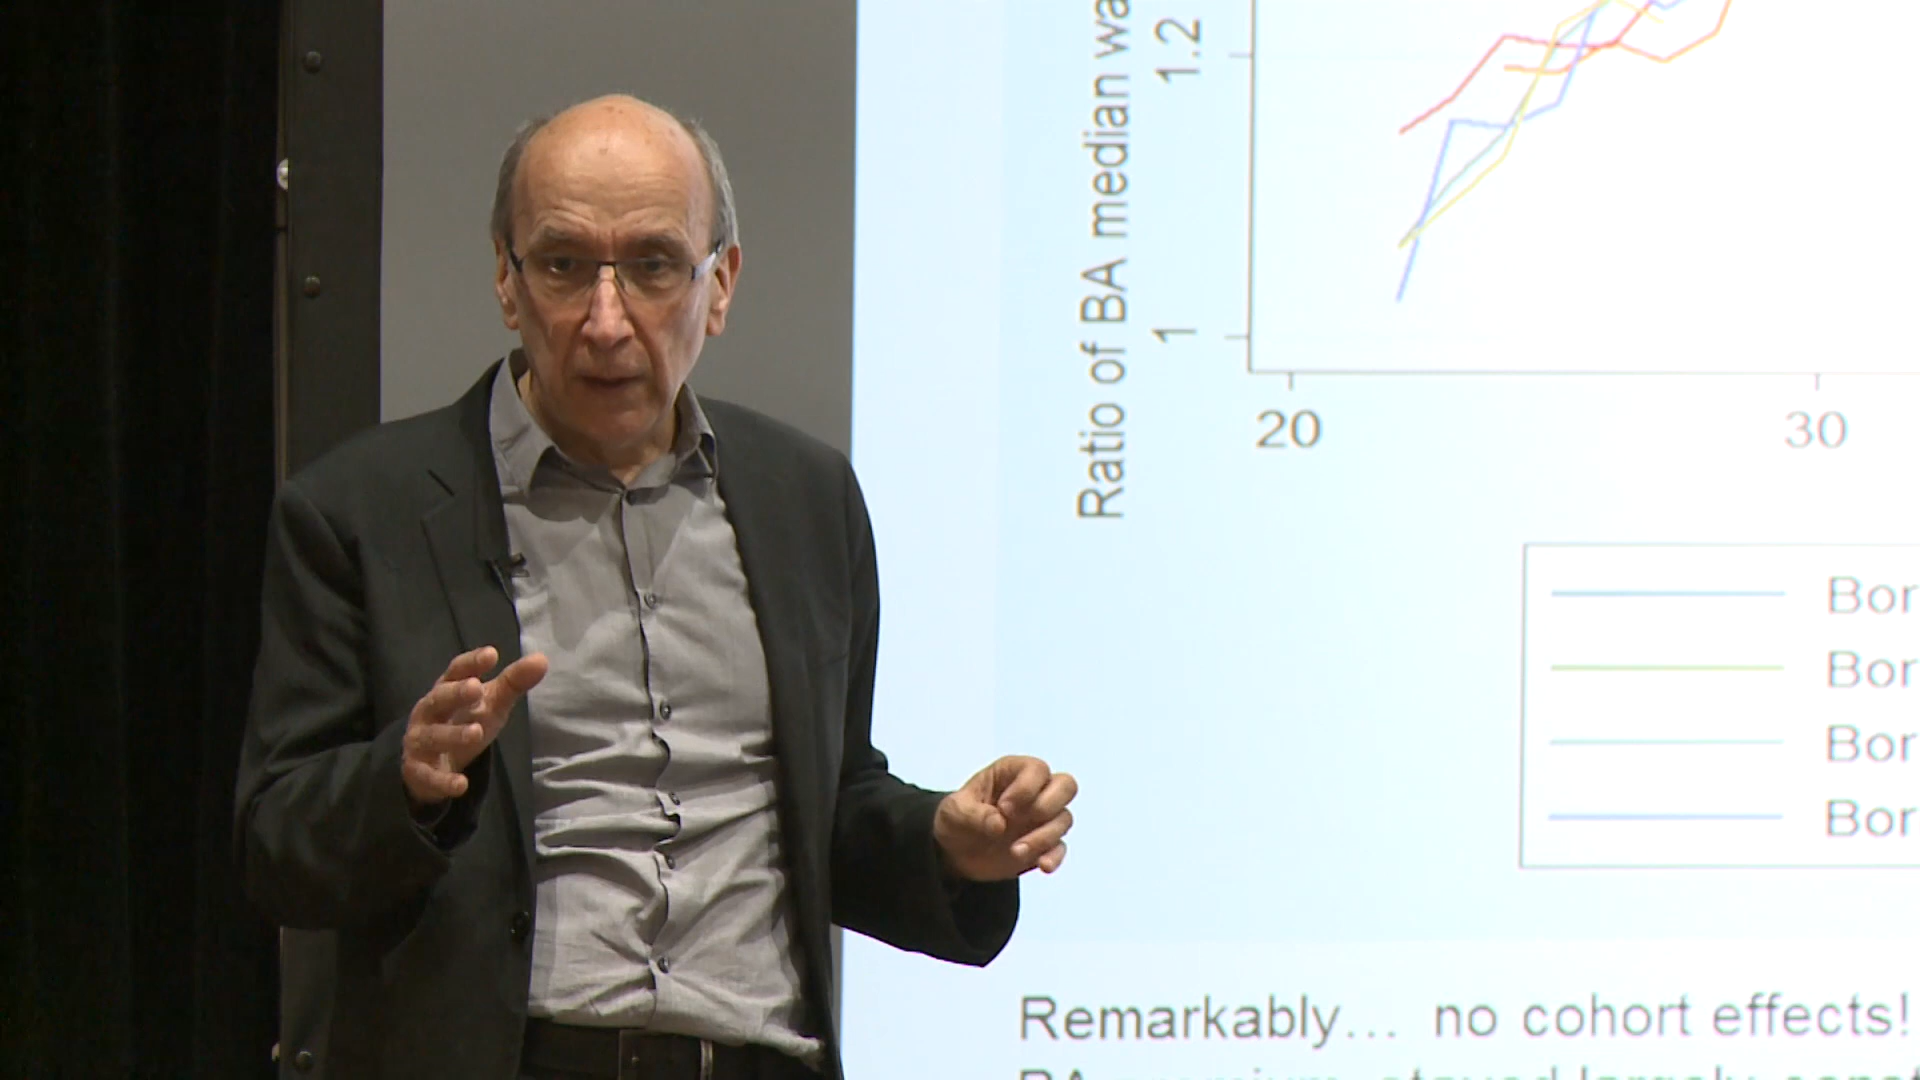 Ratio of BA median wa
1.2
1
20
30
Bor
Bor
Bor
Bor
Remarkably... no cohort effects!